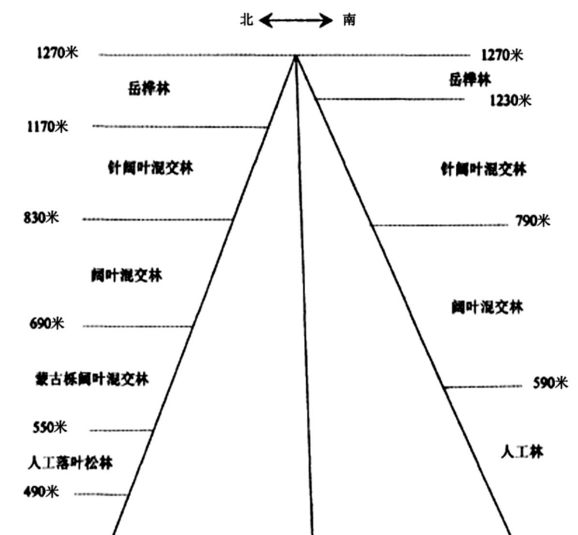 北 南
1270米
1270米
岳桦林
岳桦林
1230米
1170米
针阔叶混交林
针阔叶混交林
830米
790米
阔叶混交林
阔叶混交林
690米
蒙古栎阔叶混交林
590米
550米
人工林
人工落叶松林
490米